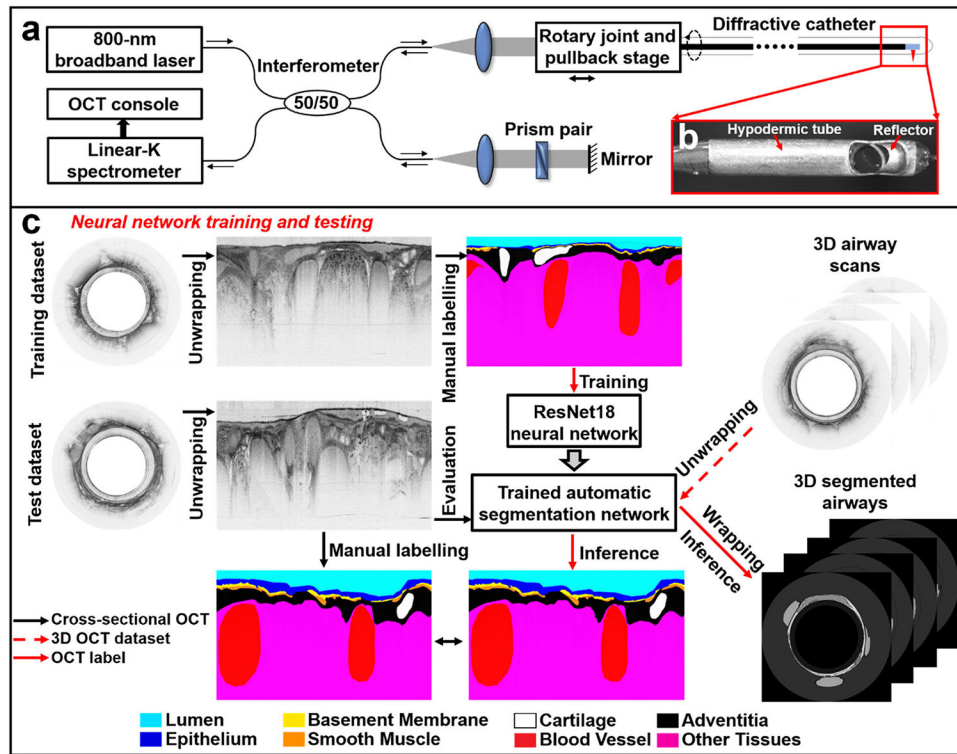 a
800-nm
broadband laser
OCT console
Linear-K
spectrometer
Interferometer
50/50
Rotary joint and
pullback stage
Diffractive catheter
Prism pair
Mirror
b
Hypodermic tube
Reflector
c
Neural network training and testing
Training dataset
Unwrapping
Manual labelling
Training
ResNet18
neural network
3D airway
scans
Test dataset
Unwrapping
Evaluation
Trained automatic
segmentation network
Unwrapping
3D segmented
airways
Wrapping
Inference
Manual labelling
Inference
Cross-sectional OCT
3D OCT dataset
OCT label
Lumen
Basement Membrane
Cartilage
Adventitia
Epithelium
Smooth Muscle
Blood Vessel
Other Tissues